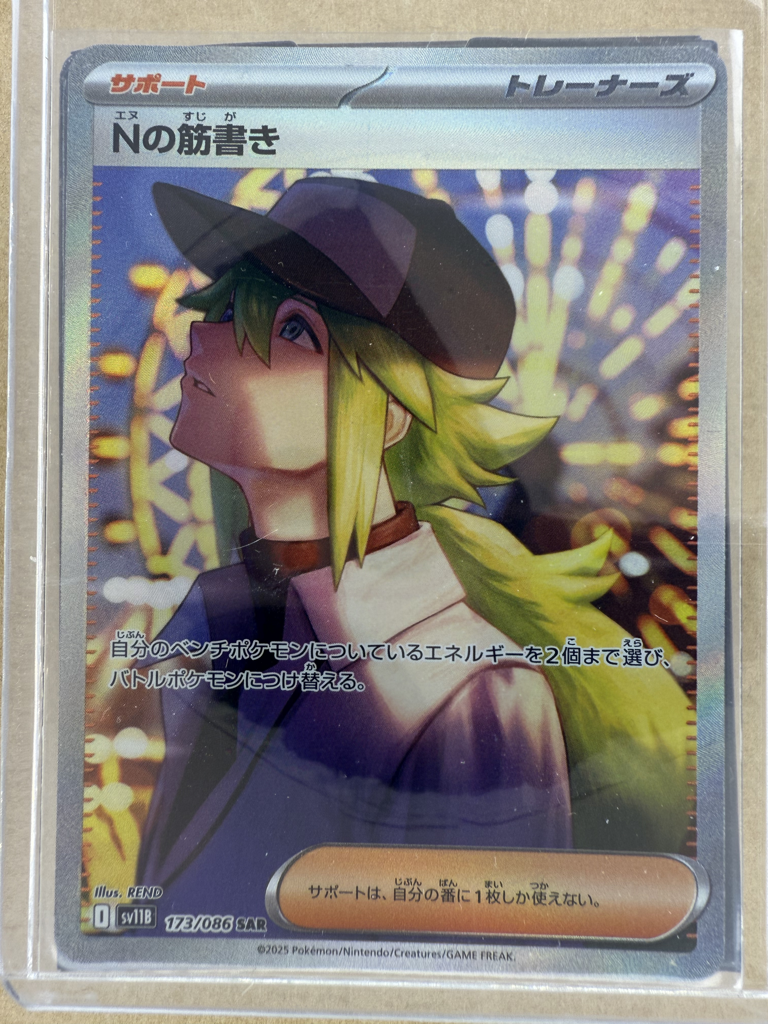 サポート
トレーナーズ
エヌ すじ が
Nの筋書き
じぶん こ えら
自分のベンチポケモンについているエネルギーを2個まで選び、
か
バトルポケモンにつけ替える。
じぶん ばん まい つか
サポートは、自分の番に1枚しか使えない。
Illus. REND
I sv11B 173/086 SAR
©2025 Pokémon/Nintendo/Creatures/GAME FREAK.